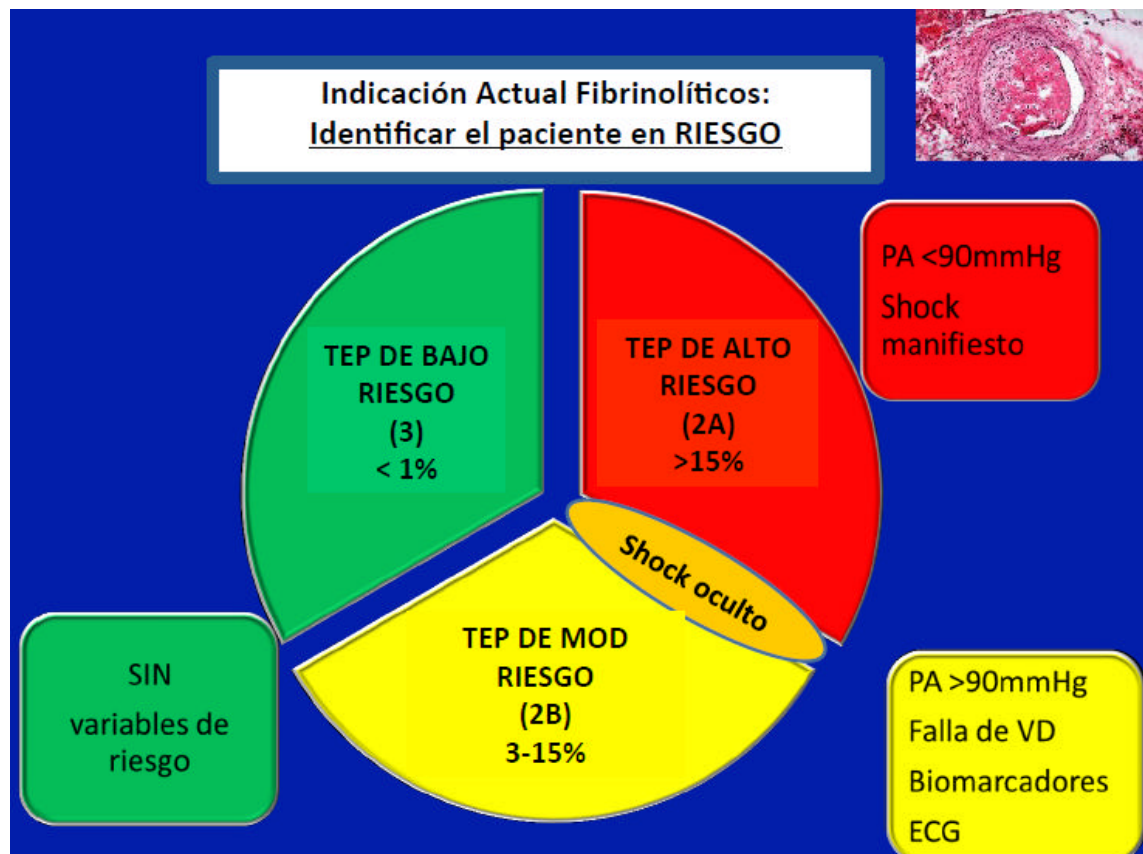 Indicación Actual Fibrinolíticos:
Identificar el paciente en RIESGO
PA <90mmHg
Shock
manifiesto
TEP DE BAJO
RIESGO
(3)
< 1%
TEP DE ALTO
RIESGO
(2A)
>15%
Shock oculto
TEP DE MOD
RIESGO
(2B)
3-15%
SIN
variables de
riesgo
PA >90mmHg
Falla de VD
Biomarcadores
ECG